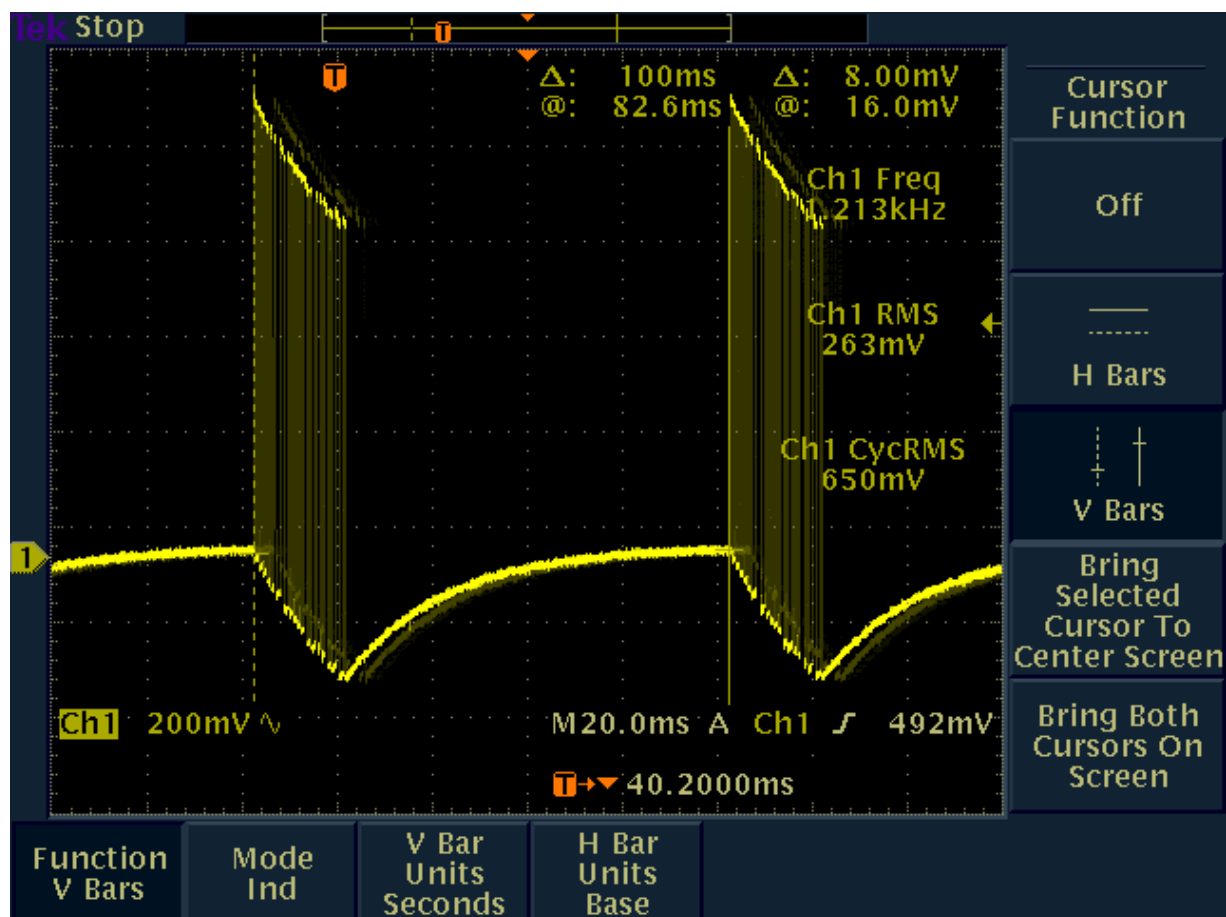 Tek Stop
T
T
Δ: 100ms Δ: 8.00mV
@: 82.6ms @: 16.0mV
Ch1 Freq
1.213kHz
Ch1 RMS
263mV
Ch1 CycRMS
650mV
1
Ch1 200mV M20.0ms A Ch1 492mV
T 40.2000ms
Cursor
Function
Off
H Bars
V Bars
Bring
Selected
Cursor To
Center Screen
Bring Both
Cursors On
Screen
Function
V Bars
Mode
Ind
V Bar
Units
Seconds
H Bar
Units
Base